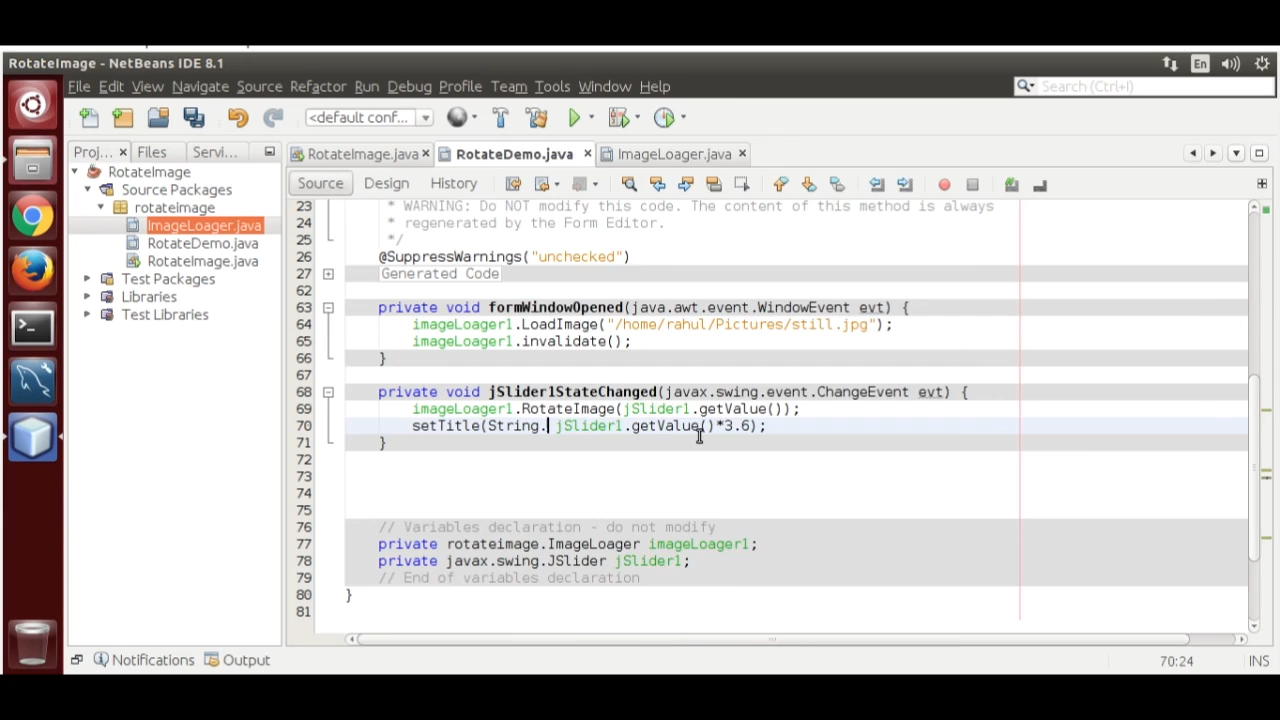 RotateImage - NetBeans IDE 8.1
En
File Edit View Navigate Source Refactor Run Debug Profile Team Tools Window Help
Search (Ctrl+I)
<default conf...
Proj... × Files Servi...
RotateImage.java × RotateDemo.java × ImageLoager.java ×
Source Design History
RotateImage
Source Packages
rotateimage
ImageLoager.java
RotateDemo.java
RotateImage.java
Test Packages
Libraries
Test Libraries
23 * WARNING: Do NOT modify this code. The content of this method is always
24 * regenerated by the Form Editor.
25 */
26 @SuppressWarnings("unchecked")
27 Generated Code
62
63 private void formWindowOpened(java.awt.event.WindowEvent evt) {
64 imageLoager1.LoadImage("/home/rahul/Pictures/still.jpg");
65 imageLoager1.invalidate();
66 }
67
68 private void jSlider1StateChanged(javax.swing.event.ChangeEvent evt) {
69 imageLoager1.RotateImage(jSlider1.getValue());
70 setTitle(String. jSlider1.getValue()*3.6);
71 }
72
73
74
75
76 // Variables declaration - do not modify
77 private rotateimage.ImageLoager imageLoager1;
78 private javax.swing.JSlider jSlider1;
79 // End of variables declaration
80 }
81
Notifications Output
70:24 INS